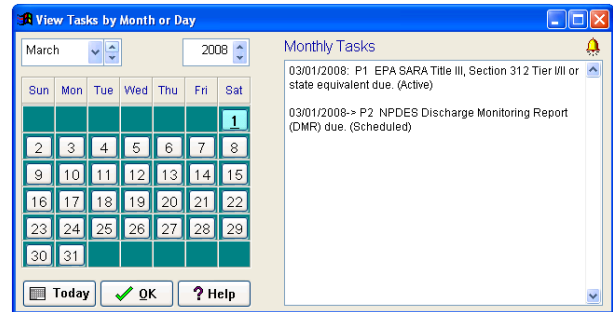 View Tasks by Month or Day
March 2008
Sun Mon Tue Wed Thu Fri Sat
1
2 3 4 5 6 7 8
9 10 11 12 13 14 15
16 17 18 19 20 21 22
23 24 25 26 27 28 29
30 31
Today OK ? Help
Monthly Tasks
03/01/2008: P1 EPA SARA Title III, Section 312 Tier I/II or
state equivalent due. (Active)
03/01/2008-> P2 NPDES Discharge Monitoring Report
(DMR) due. (Scheduled)